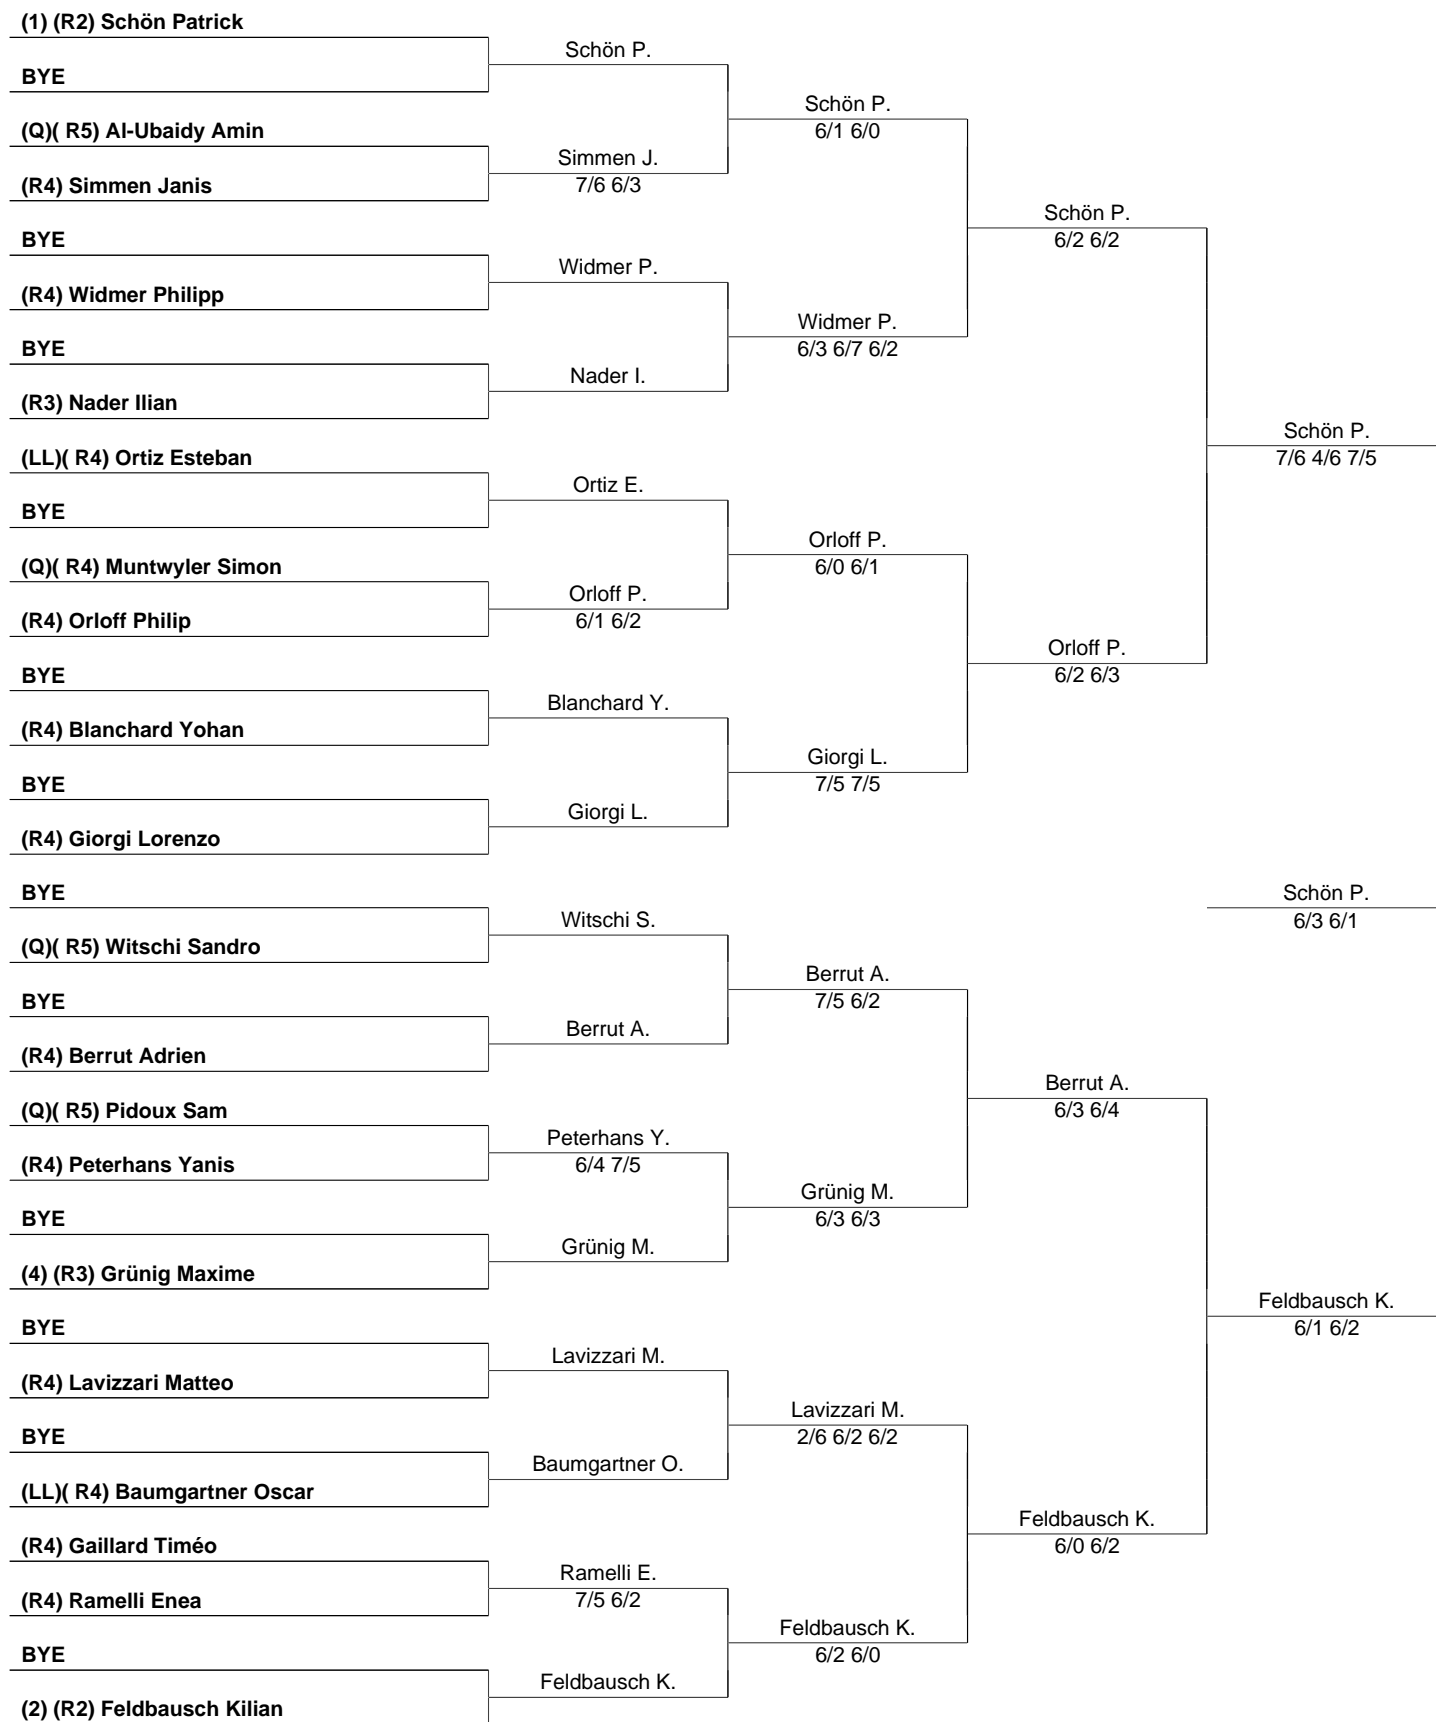 (1) (R2) Schön Patrick
BYE
(Q)( R5) Al-Ubaidy Amin
(R4) Simmen Janis
BYE
(R4) Widmer Philipp
BYE
(R3) Nader Ilian
(LL)( R4) Ortiz Esteban
BYE
(Q)( R4) Muntwyler Simon
(R4) Orloff Philip
BYE
(R4) Blanchard Yohan
BYE
(R4) Giorgi Lorenzo
BYE
(Q)( R5) Witschi Sandro
BYE
(R4) Berrut Adrien
(Q)( R5) Pidoux Sam
(R4) Peterhans Yanis
BYE
(4) (R3) Grünig Maxime
BYE
(R4) Lavizzari Matteo
BYE
(LL)( R4) Baumgartner Oscar
(R4) Gaillard Timéo
(R4) Ramelli Enea
BYE
(2) (R2) Feldbausch Kilian
Schön P.
Simmen J.
7/6 6/3
Widmer P.
Nader I.
Ortiz E.
Orloff P.
6/1 6/2
Blanchard Y.
Giorgi L.
Witschi S.
Berrut A.
Peterhans Y.
6/4 7/5
Grünig M.
Lavizzari M.
Baumgartner O.
Ramelli E.
7/5 6/2
Feldbausch K.
Schön P.
6/1 6/0
Widmer P.
6/3 6/7 6/2
Orloff P.
6/0 6/1
Giorgi L.
7/5 7/5
Berrut A.
7/5 6/2
Grünig M.
6/3 6/3
Lavizzari M.
2/6 6/2 6/2
Feldbausch K.
6/2 6/0
Schön P.
6/2 6/2
Orloff P.
6/2 6/3
Berrut A.
6/3 6/4
Feldbausch K.
6/0 6/2
Schön P.
7/6 4/6 7/5
Schön P.
6/3 6/1
Feldbausch K.
6/1 6/2